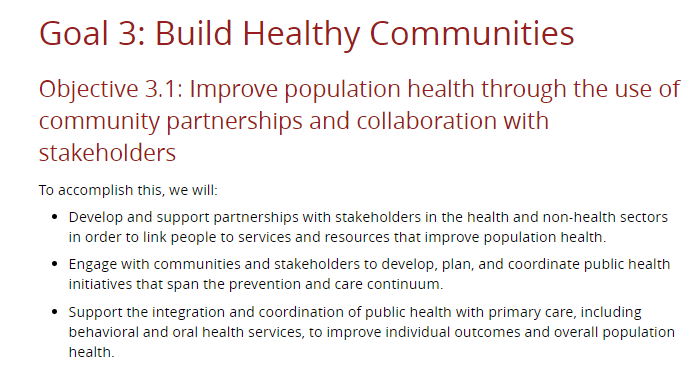 Goal 3: Build Healthy Communities
Objective 3.1: Improve population health through the use of
community partnerships and collaboration with
stakeholders
To accomplish this, we will:
• Develop and support partnerships with stakeholders in the health and non-health sectors
in order to link people to services and resources that improve population health.
• Engage with communities and stakeholders to develop, plan, and coordinate public health
initiatives that span the prevention and care continuum.
• Support the integration and coordination of public health with primary care, including
behavioral and oral health services, to improve individual outcomes and overall population
health.